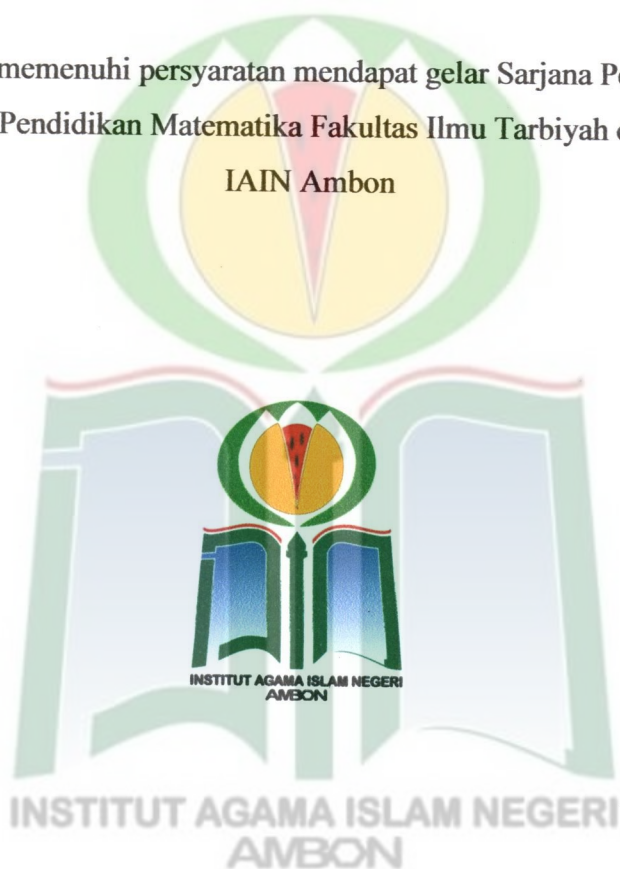 memenuhi persyaratan mendapat gelar Sarjana
Pendidikan Matematika Fakultas Ilmu Tarbiyah
IAIN Ambon
INSTITUT AGAMA ISLAM NEGERI
AMBON
INSTITUT AGAMA ISLAM NEGERI
AMBON